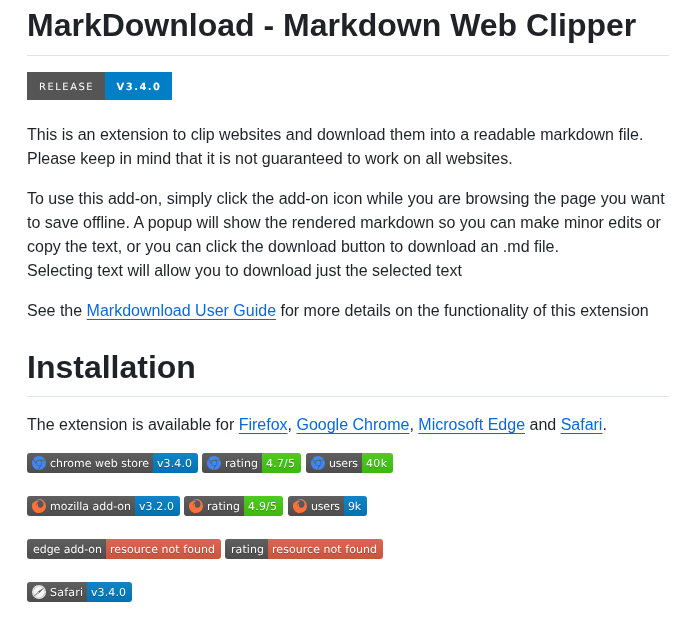 MarkDownload - Markdown Web Clipper
RELEASE V3.4.0
This is an extension to clip websites and download them into a readable markdown file.
Please keep in mind that it is not guaranteed to work on all websites.
To use this add-on, simply click the add-on icon while you are browsing the page you want
to save offline. A popup will show the rendered markdown so you can make minor edits or
copy the text, or you can click the download button to download an .md file.
Selecting text will allow you to download just the selected text
See the Markdownload User Guide for more details on the functionality of this extension
Installation
The extension is available for Firefox, Google Chrome, Microsoft Edge and Safari.
chrome web store v3.4.0 rating 4.7/5 users 40k
mozilla add-on v3.2.0 rating 4.9/5 users 9k
edge add-on resource not found rating resource not found
Safari v3.4.0